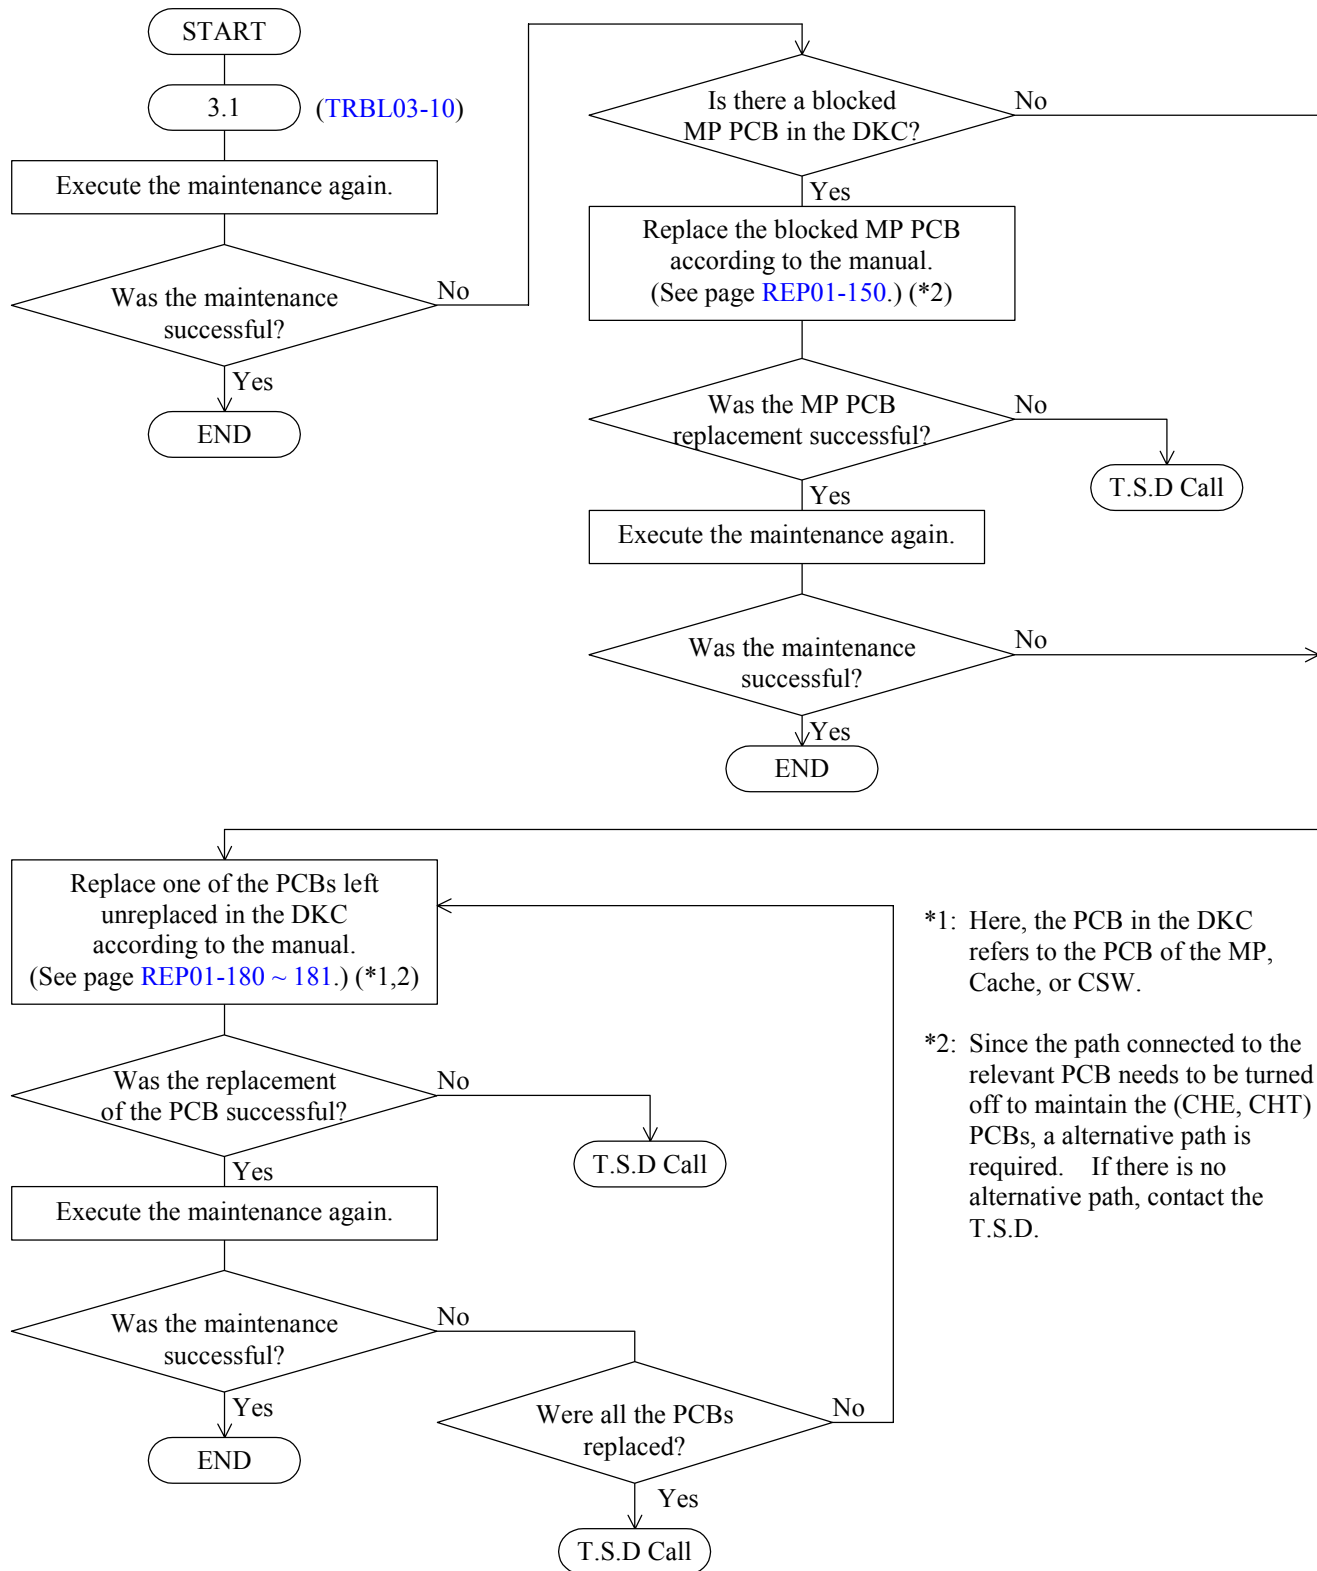 START
3.1
(TRBL03-10)
Execute the maintenance again.
Was the maintenance
successful?
No
Yes
END
Is there a blocked
MP PCB in the DKC?
No
Yes
Replace the blocked MP PCB
according to the manual.
(See page REP01-150.) (*2)
Was the MP PCB
replacement successful?
No
T.S.D Call
Yes
Execute the maintenance again.
Was the maintenance
successful?
No
Yes
END
Replace one of the PCBs left
unreplaced in the DKC
according to the manual.
(See page REP01-180 ~ 181.) (*1,2)
Was the replacement
of the PCB successful?
No
T.S.D Call
Yes
Execute the maintenance again.
Was the maintenance
successful?
No
Yes
END
Were all the PCBs
replaced?
No
Yes
T.S.D Call
*1: Here, the PCB in the DKC
refers to the PCB of the MP,
Cache, or CSW.
*2: Since the path connected to the
relevant PCB needs to be turned
off to maintain the (CHE, CHT)
PCBs, a alternative path is
required. If there is no
alternative path, contact the
T.S.D.